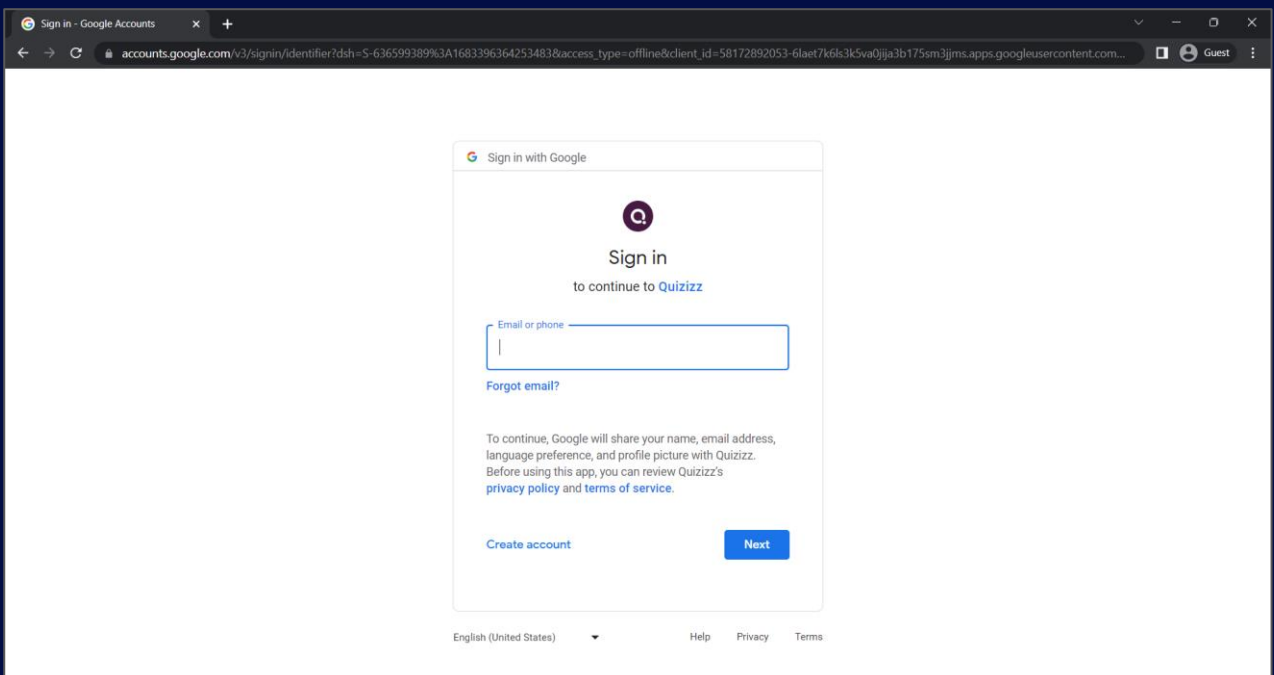 Sign in - Google Accounts
accounts.google.com/v3/signin/identifier?dsh=S-636599389%3A1683396364253483&access_type=offline&client_id=58172892053-6laet7k6ls3k5va0jija3b175sm3jjms.apps.googleusercontent.com...
Guest
Sign in with Google
Sign in
to continue to Quizizz
Email or phone
Forgot email?
To continue, Google will share your name, email address,
language preference, and profile picture with Quizizz.
Before using this app, you can review Quizizz's
privacy policy and terms of service.
Create account
Next
English (United States)
Help Privacy Terms